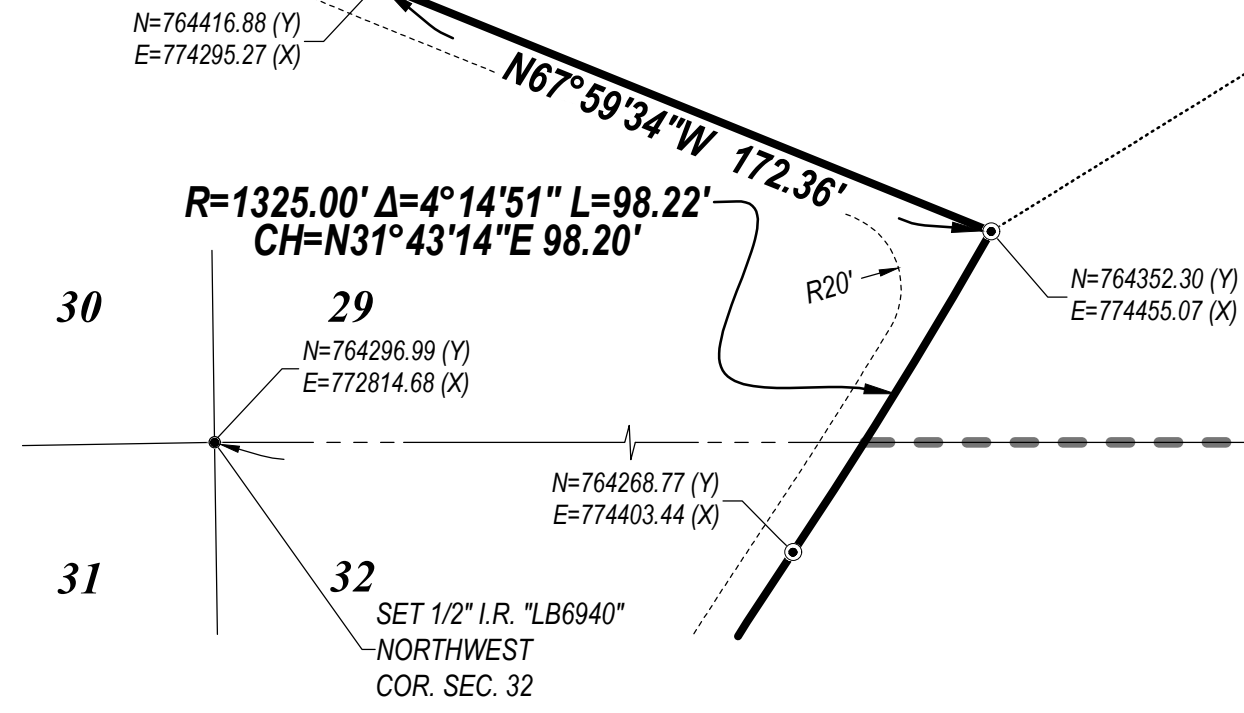 N=764416.88 (Y)
E=774295.27 (X)
N67°59'34"W 172.36'
R=1325.00' Δ=4°14'51" L=98.22'
CH=N31°43'14"E 98.20'
R20'
N=764352.30 (Y)
E=774455.07 (X)
30
29
N=764296.99 (Y)
E=772814.68 (X)
N=764268.77 (Y)
E=774403.44 (X)
31
32
SET 1/2" I.R. "LB6940"
NORTHWEST
COR. SEC. 32